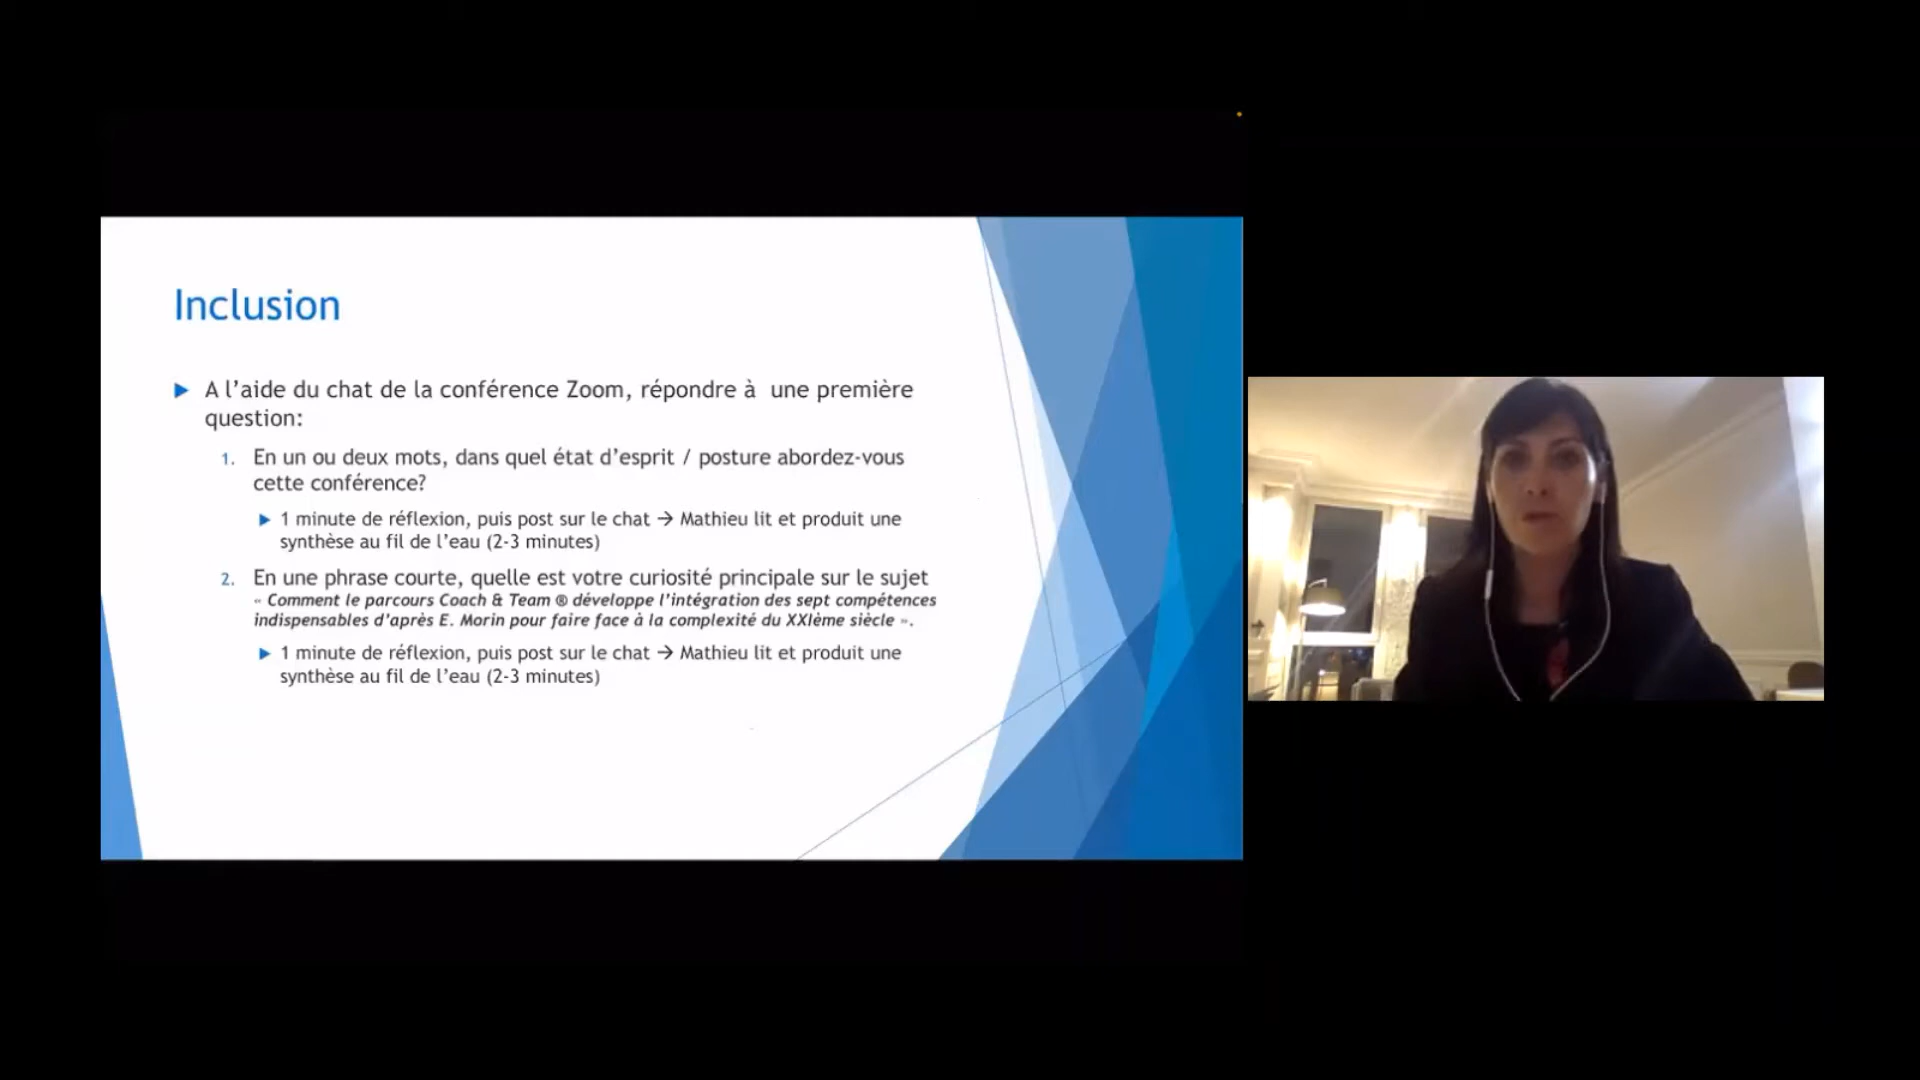 Inclusion
A l’aide du chat de la conférence Zoom, répondre à une première
question:
1. En un ou deux mots, dans quel état d’esprit / posture abordez-vous
cette conférence?
1 minute de réflexion, puis post sur le chat → Mathieu lit et produit une
synthèse au fil de l’eau (2-3 minutes)
2. En une phrase courte, quelle est votre curiosité principale sur le sujet
« Comment le parcours Coach & Team ® développe l’intégration des sept compétences
indispensables d’après E. Morin pour faire face à la complexité du XXIème siècle ».
1 minute de réflexion, puis post sur le chat → Mathieu lit et produit une
synthèse au fil de l’eau (2-3 minutes)